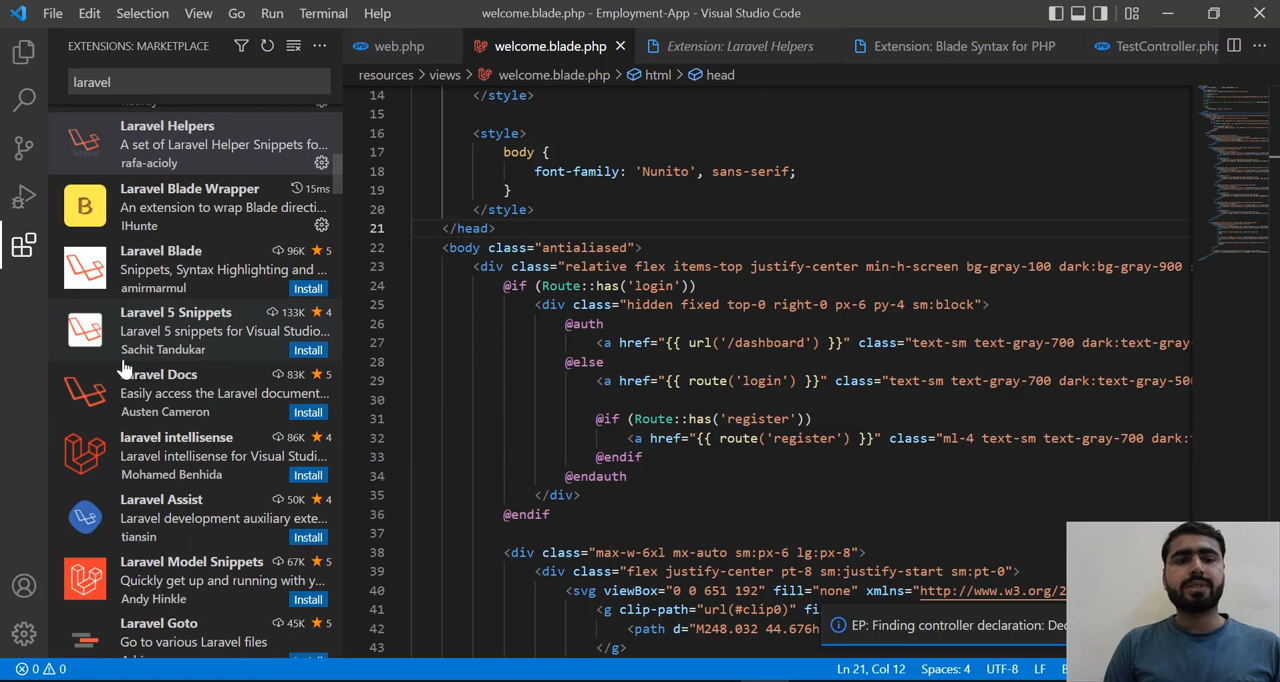 File Edit Selection View Go Run Terminal Help
welcome.blade.php - Employment-App - Visual Studio Code
EXTENSIONS: MARKETPLACE
laravel
Laravel Helpers
A set of Laravel Helper Snippets fo...
rafa-acioly
Laravel Blade Wrapper 15ms
An extension to wrap Blade directi...
IHunte
Laravel Blade 96K ★ 5
Snippets, Syntax Highlighting and ...
amirmarmul Install
Laravel 5 Snippets 133K ★ 4
Laravel 5 snippets for Visual Studio...
Sachit Tandukar Install
Laravel Docs 83K ★ 5
Easily access the Laravel document...
Austen Cameron Install
laravel intellisense 86K ★ 4
Laravel intellisense for Visual Studi...
Mohamed Benhida Install
Laravel Assist 50K ★ 4
Laravel development auxiliary exte...
tiansin Install
Laravel Model Snippets 67K ★ 5
Quickly get up and running with y...
Andy Hinkle Install
Laravel Goto 45K ★ 5
Go to various Laravel files
web.php welcome.blade.php Extension: Laravel Helpers Extension: Blade Syntax for PHP TestController.php
resources > views > welcome.blade.php > html > head
14 </style>
15
16 <style>
17 body {
18 font-family: 'Nunito', sans-serif;
19 }
20 </style>
21 </head>
22 <body class="antialiased">
23 <div class="relative flex items-top justify-center min-h-screen bg-gray-100 dark:bg-gray-900
24 @if (Route::has('login'))
25 <div class="hidden fixed top-0 right-0 px-6 py-4 sm:block">
26 @auth
27 <a href="{{ url('/dashboard') }}" class="text-sm text-gray-700 dark:text-gray-
28 @else
29 <a href="{{ route('login') }}" class="text-sm text-gray-700 dark:text-gray-50
30
31 @if (Route::has('register'))
32 <a href="{{ route('register') }}" class="ml-4 text-sm text-gray-700 dark:
33 @endif
34 @endauth
35 </div>
36 @endif
37
38 <div class="max-w-6xl mx-auto sm:px-6 lg:px-8">
39 <div class="flex justify-center pt-8 sm:justify-start sm:pt-0">
40 <svg viewBox="0 0 651 192" fill="none" xmlns="http://www.w3.org/2
41 <g clip-path="url(#clip0)" fi
42 <path d="M248.032 44.676h
43 </g>
EP: Finding controller declaration: Dec
B
0 0
Ln 21, Col 12 Spaces: 4 UTF-8 LF